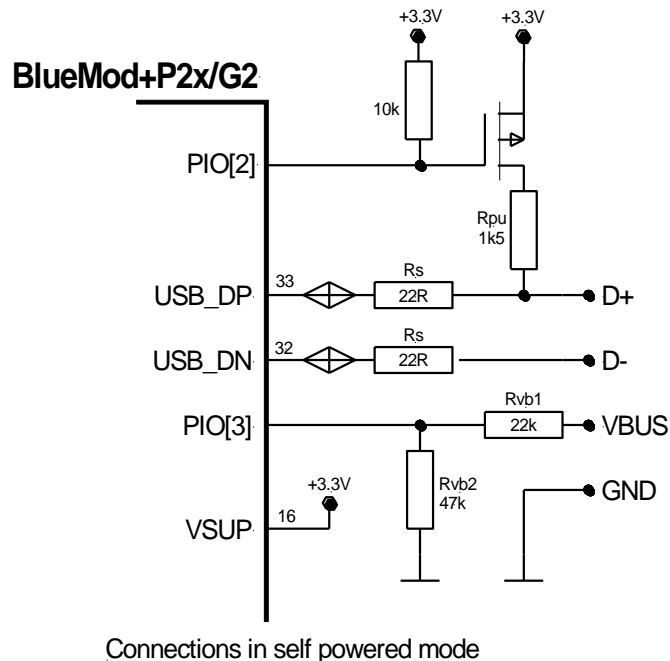 +3.3V +3.3V
BlueMod+P2x/G2
10k
PIO[2]
Rpu
1k5
USB_DP 33 Rs 22R D+
USB_DN 32 Rs 22R D-
Rvb1
PIO[3] 22k VBUS
+3.3V Rvb2 GND
47k
VSUP 16
Connections in self powered mode